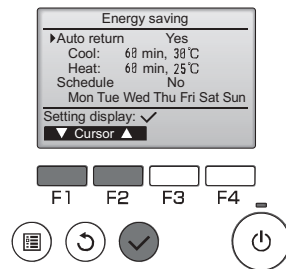 Energy saving
Auto return Yes
Cool: 60 min, 30°C
Heat: 60 min, 25°C
Schedule No
Mon Tue Wed Thu Fri Sat Sun
Setting display: ✓
▼ Cursor ▲
F1 F2 F3 F4